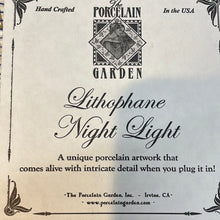 Hand Crafted
The
in the USA
PORCELAIN
GARDEN
Lithophane
Night Light
A unique porcelain artwork that
comes alive with intricate detail when you plug it in!
·The Porcelain Garden, Inc. · Irvine, CA·
·www.porcelaingarden.com·